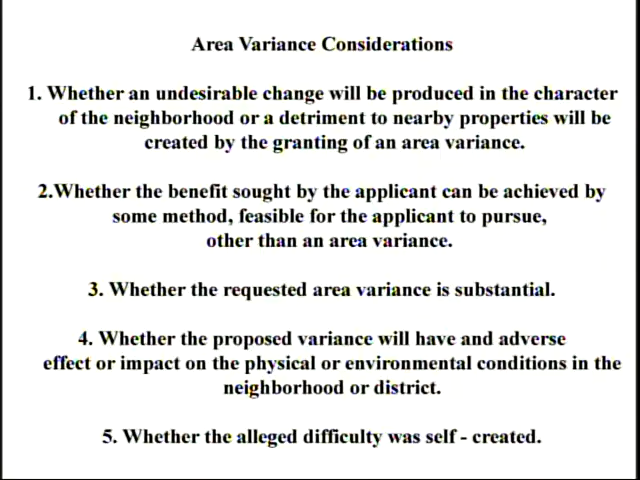 Area Variance Considerations
1. Whether an undesirable change will be produced in the character
of the neighborhood or a detriment to nearby properties will be
created by the granting of an area variance.
2.Whether the benefit sought by the applicant can be achieved by
some method, feasible for the applicant to pursue,
other than an area variance.
3. Whether the requested area variance is substantial.
4. Whether the proposed variance will have and adverse
effect or impact on the physical or environmental conditions in the
neighborhood or district.
5. Whether the alleged difficulty was self - created.